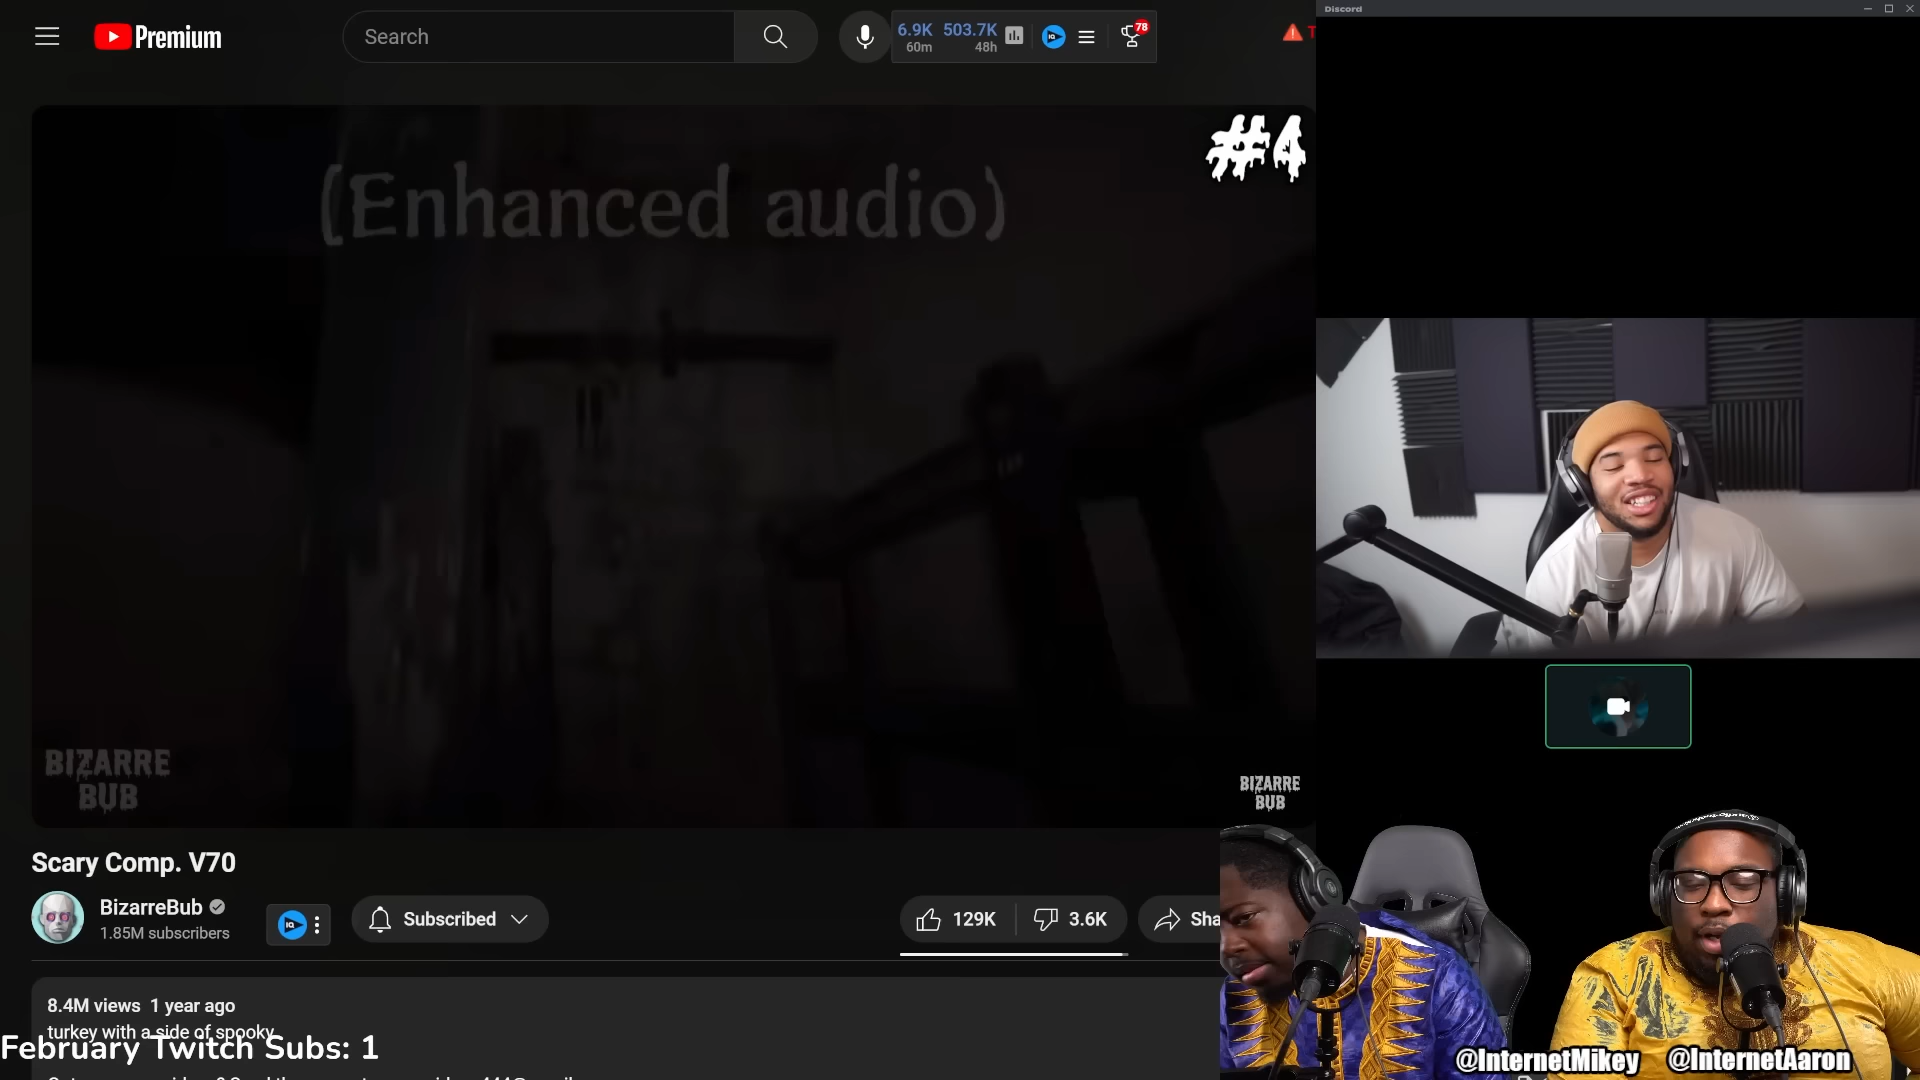 Premium
Search
6.9K 503.7K
60m 48h
78
Discord
#4
(Enhanced audio)
BIZARRE
BUB
BIZARRE
BUB
Scary Comp. V70
BizarreBub
1.85M subscribers
IQ
Subscribed
129K
3.6K
Sha
8.4M views 1 year ago
turkey with a side of spooky
February Twitch Subs: 1
@InternetMikey
@InternetAaron